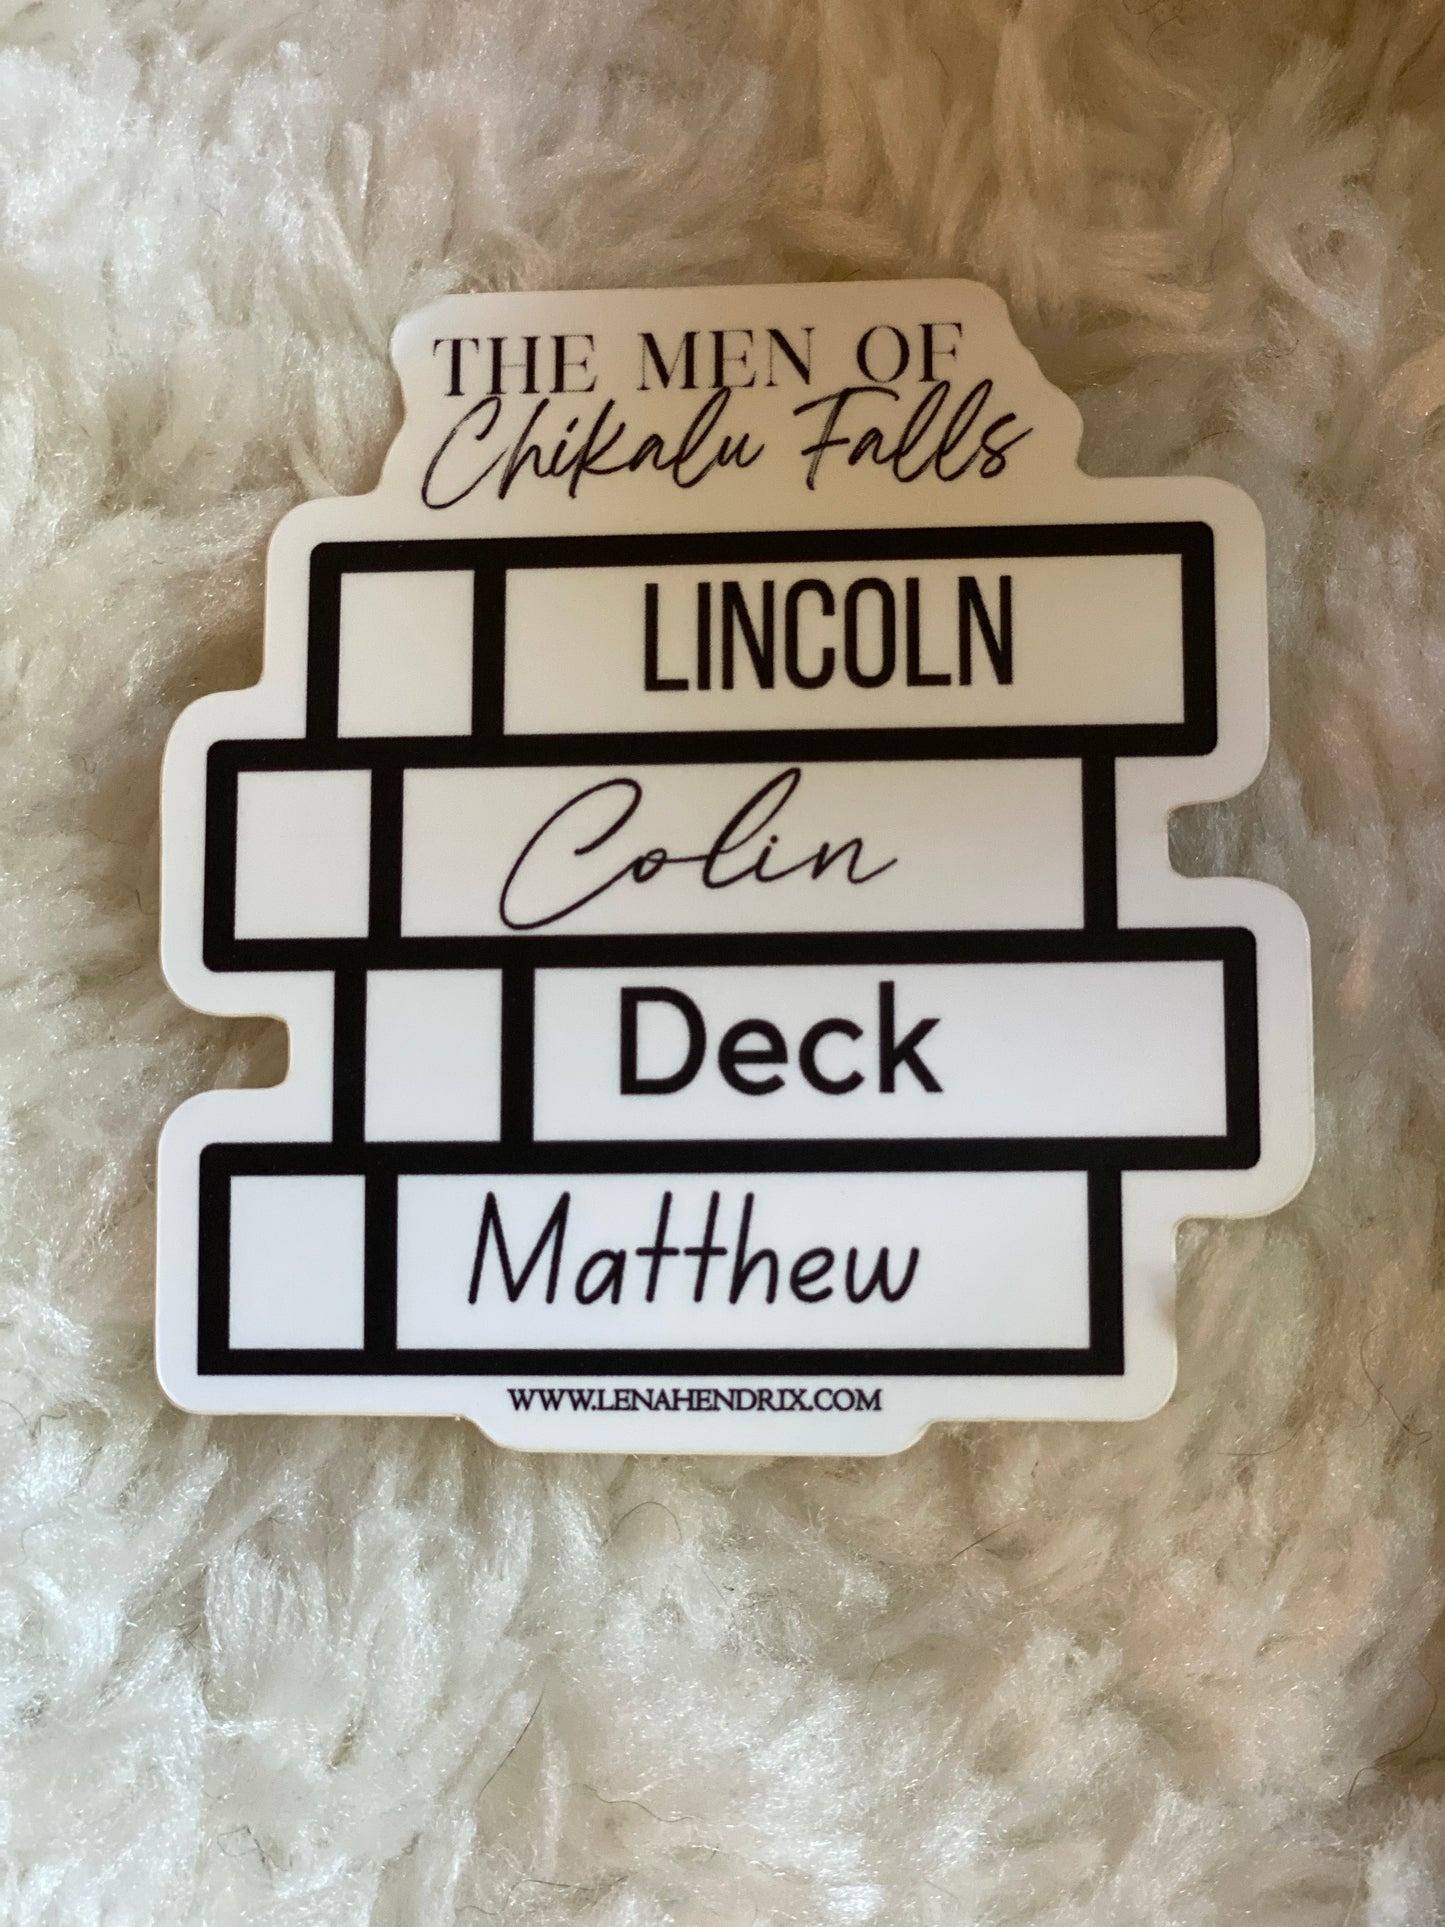 THE MEN OF
Chikalu Falls
LINCOLN
Colin
Deck
Matthew
WWW.LENAHENDRIX.COM